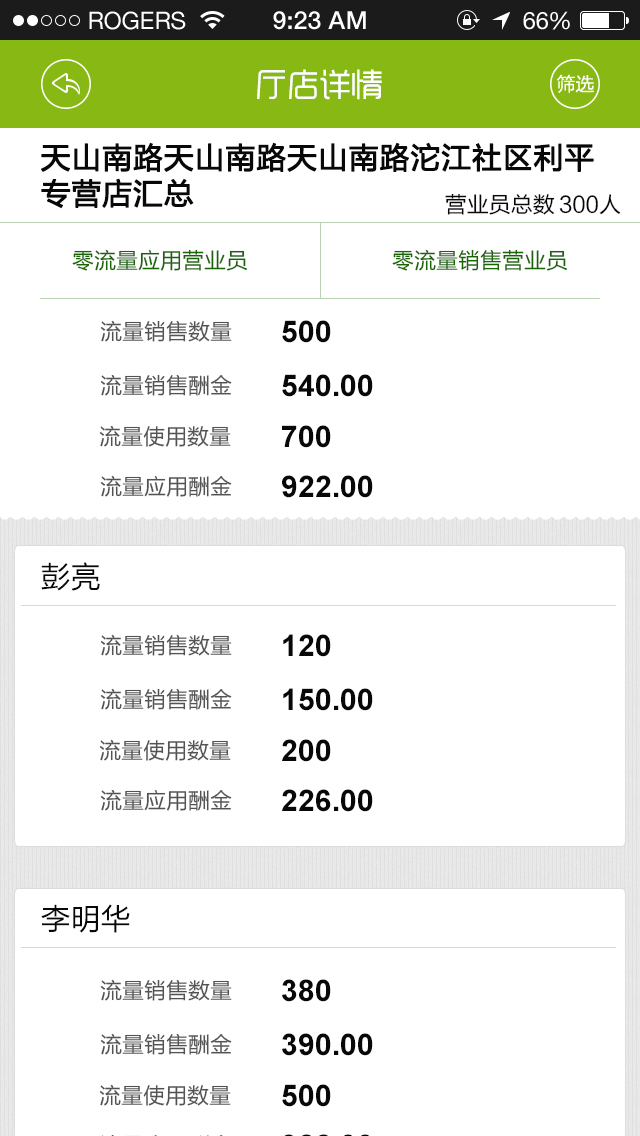 ROGERS 9:23 AM 66%
厅店详情
筛选
天山南路天山南路天山南路沱江社区利平
专营店汇总
营业员总数 300人
零流量应用营业员 零流量销售营业员
流量销售数量 500
流量销售酬金 540.00
流量使用数量 700
流量应用酬金 922.00
彭亮
流量销售数量 120
流量销售酬金 150.00
流量使用数量 200
流量应用酬金 226.00
李明华
流量销售数量 380
流量销售酬金 390.00
流量使用数量 500